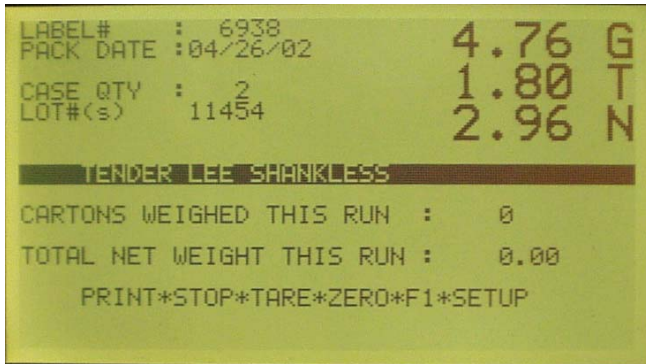 LABEL# : 6938
PACK DATE :04/26/02
CASE QTY : 2
LOT#(s) 11454
4.76 G
1.80 T
2.96 N
TENDER LEE SHANKLESS
CARTONS WEIGHED THIS RUN : 0
TOTAL NET WEIGHT THIS RUN : 0.00
PRINT*STOP*TARE*ZERO*F1*SETUP